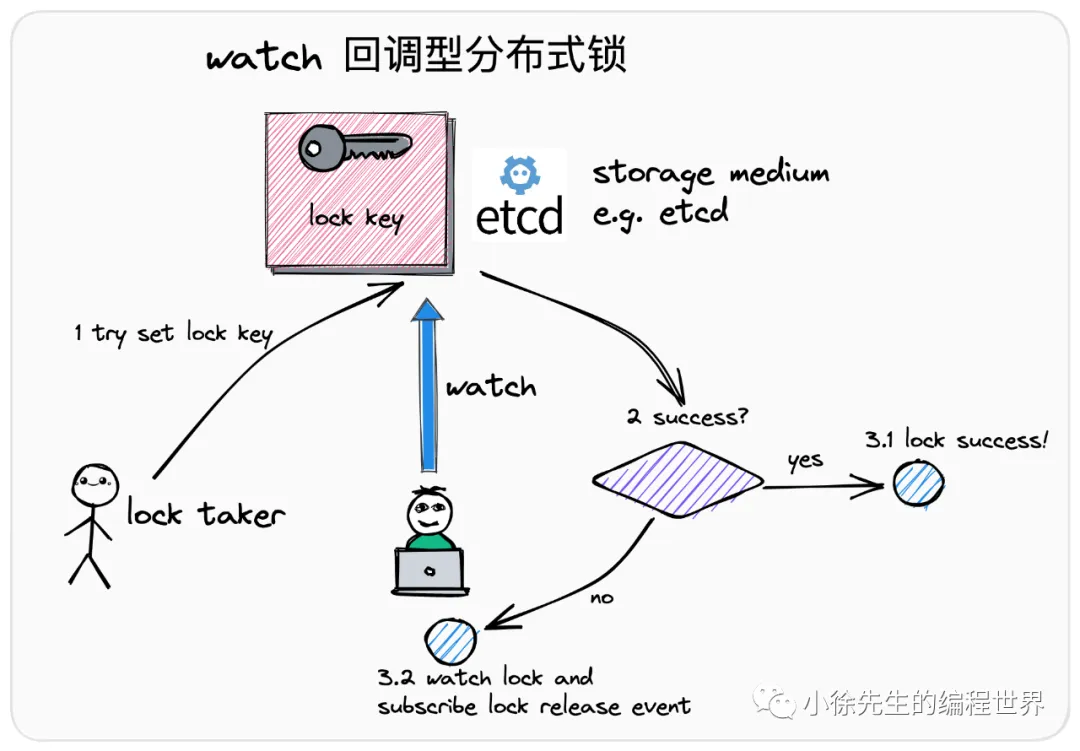 watch 回调型分布式锁
lock key
etcd
storage medium
e.g. etcd
1 try set lock key
watch
2 success?
yes
3.1 lock success!
lock taker
no
3.2 watch lock and
subscribe lock release event
小徐先生的编程世界